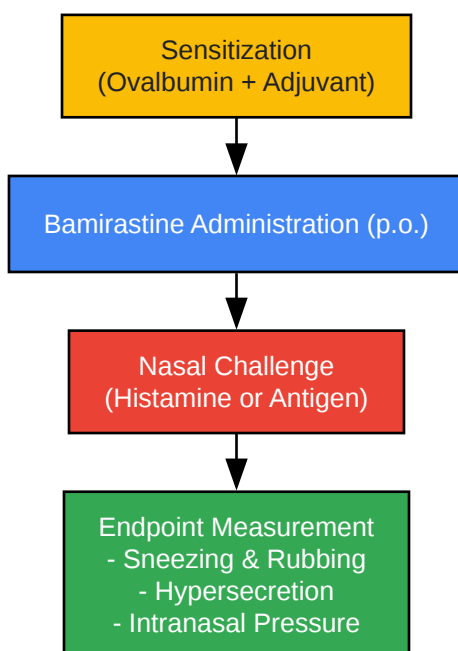 Sensitization
(Ovalbumin + Adjuvant)
Bamirastine Administration (p.o.)
Nasal Challenge
(Histamine or Antigen)
Endpoint Measurement
- Sneezing & Rubbing
- Hypersecretion
- Intranasal Pressure